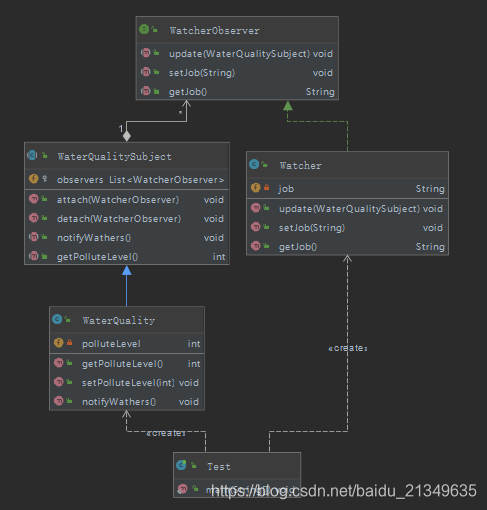 WatcherObserver
update(WaterQualitySubject) void
setJob(String) void
getJob() String
1
*
WaterQualitySubject
observers List<WatcherObserver>
attach(WatcherObserver) void
detach(WatcherObserver) void
notifyWathers() void
getPolluteLevel() int
Watcher
job String
update(WaterQualitySubject) void
setJob(String) void
getJob() String
WaterQuality
polluteLevel int
getPolluteLevel() int
setPolluteLevel(int) void
notifyWathers() void
«create»
«create»
Test
https://blog.csdn.net/baidu_21349635